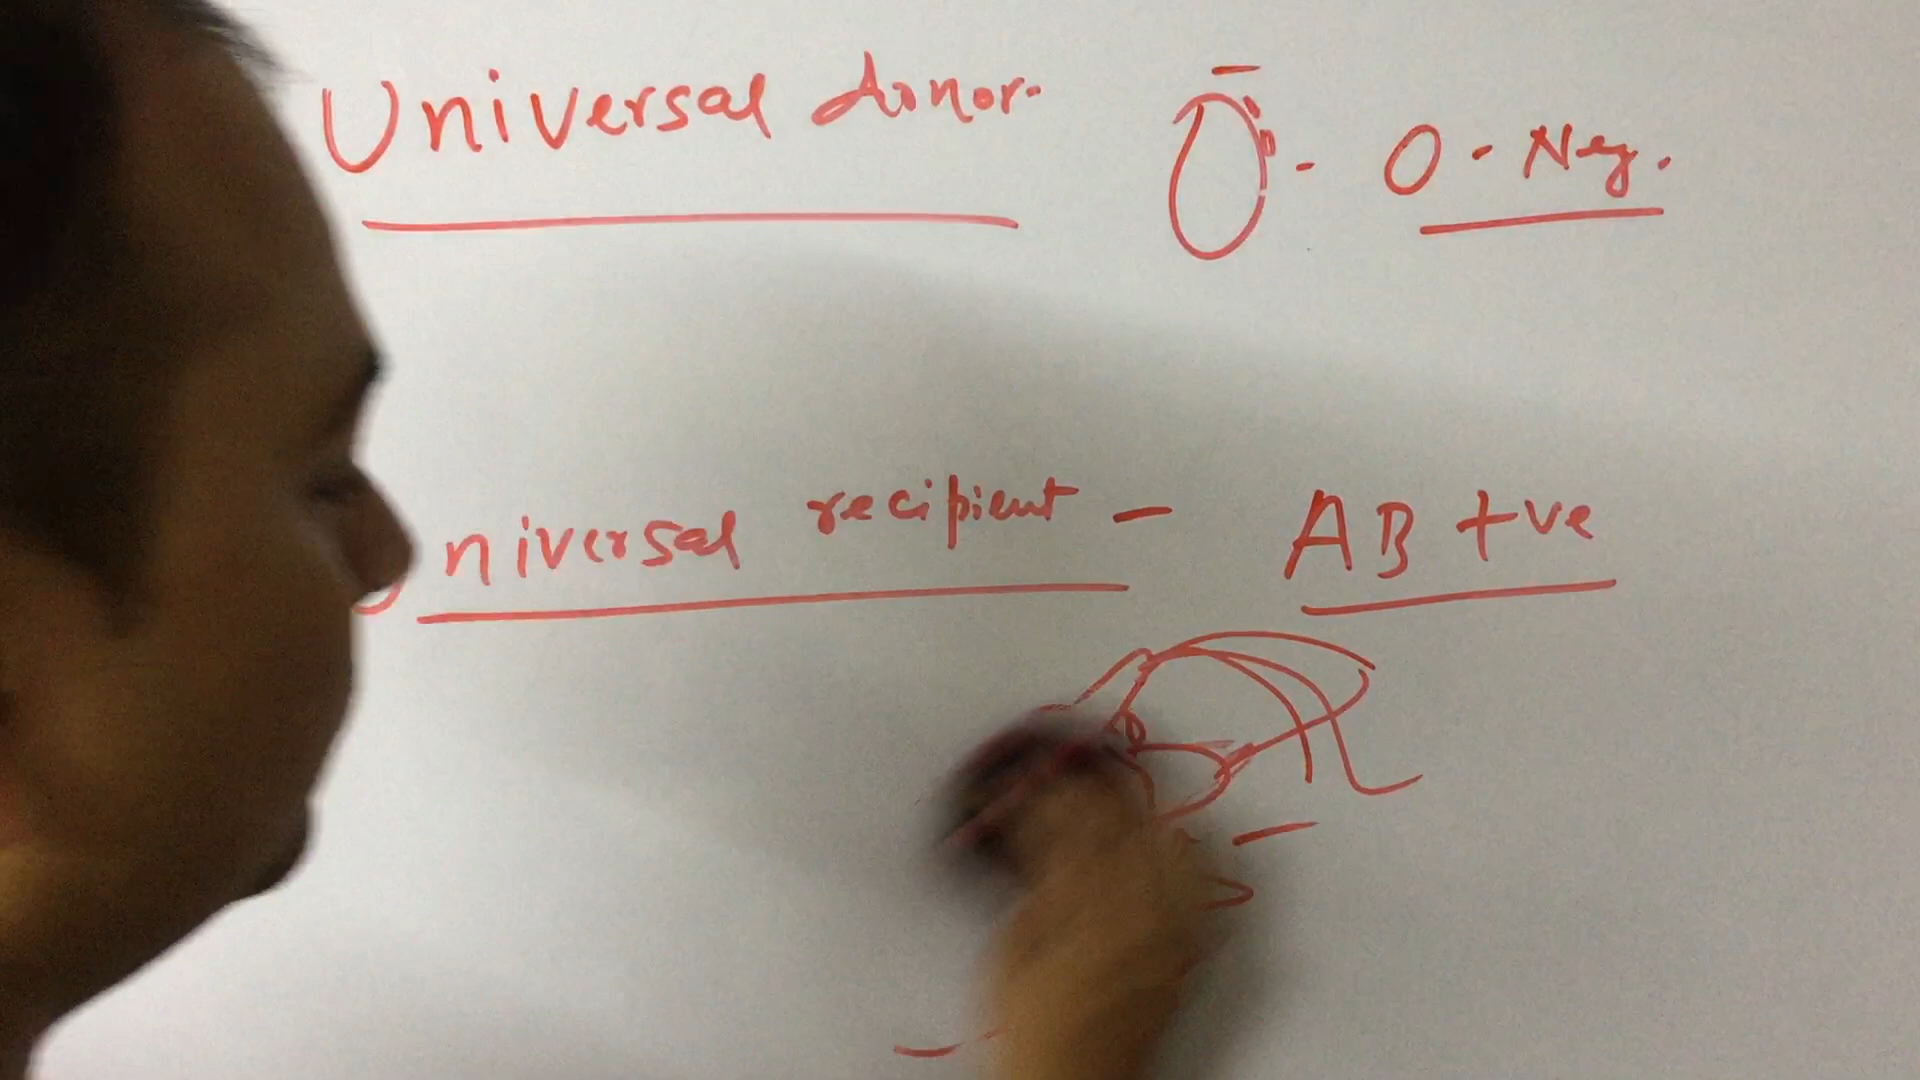 Universal donor. O - O - Neg.
Universal recipient - AB +ve